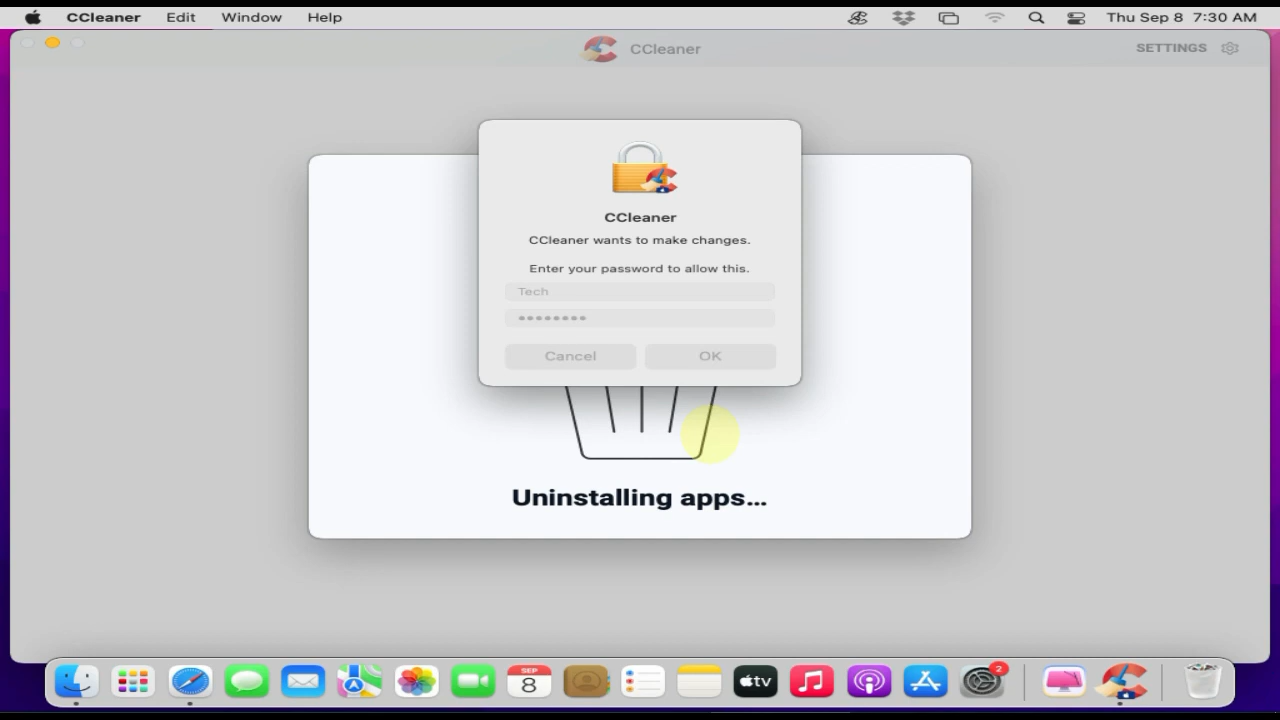 CCleaner Edit Window Help Thu Sep 8 7:30 AM
CCleaner SETTINGS
CCleaner
CCleaner wants to make changes.
Enter your password to allow this.
Tech
••••••••
Cancel OK
Uninstalling apps...
SEP
8
tv
2